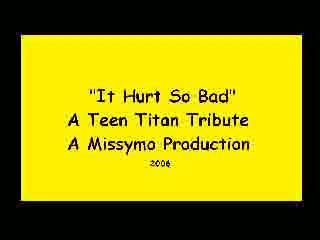 "It Hurt So Bad"
A Teen Titan Tribute
A Missymo Production
2006